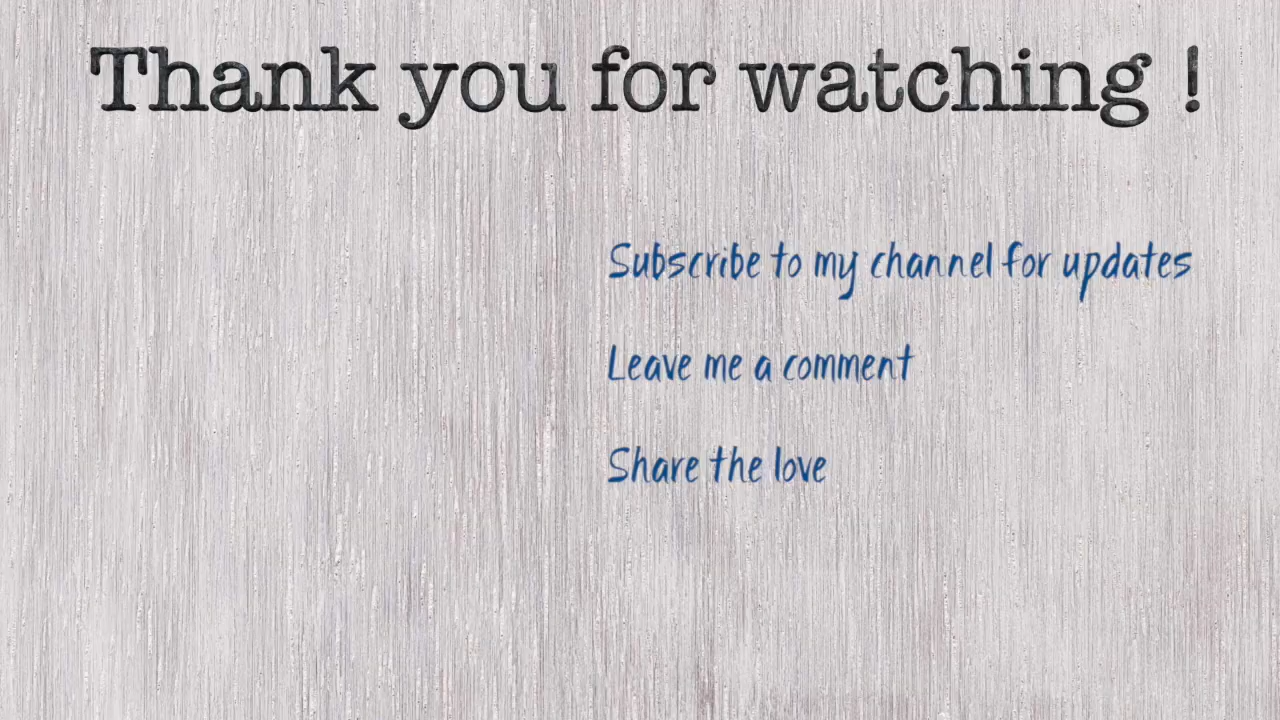 Thank you for watching !
Subscribe to my channel for updates
Leave me a comment
Share the love